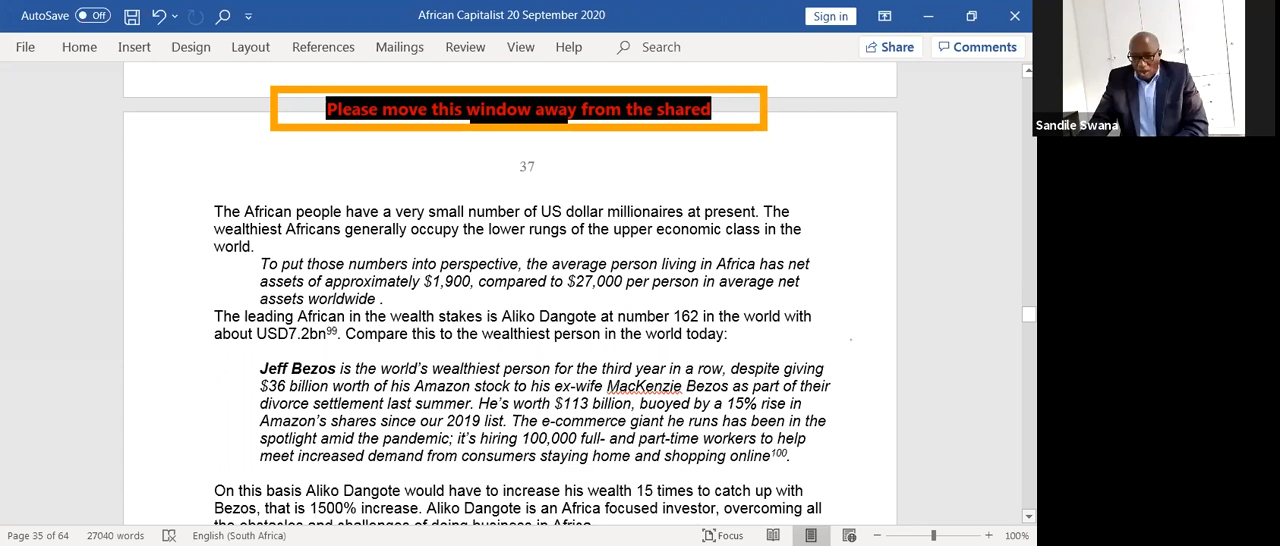 AutoSave Off African Capitalist 20 September 2020 Sign in
File Home Insert Design Layout References Mailings Review View Help Search Share Comments
Please move this window away from the shared
Sandile Swana
37
The African people have a very small number of US dollar millionaires at present. The
wealthiest Africans generally occupy the lower rungs of the upper economic class in the
world.
To put those numbers into perspective, the average person living in Africa has net
assets of approximately $1,900, compared to $27,000 per person in average net
assets worldwide .
The leading African in the wealth stakes is Aliko Dangote at number 162 in the world with
about USD7.2bn99. Compare this to the wealthiest person in the world today:
Jeff Bezos is the world's wealthiest person for the third year in a row, despite giving
$36 billion worth of his Amazon stock to his ex-wife MacKenzie Bezos as part of their
divorce settlement last summer. He's worth $113 billion, buoyed by a 15% rise in
Amazon's shares since our 2019 list. The e-commerce giant he runs has been in the
spotlight amid the pandemic; it's hiring 100,000 full- and part-time workers to help
meet increased demand from consumers staying home and shopping online100.
On this basis Aliko Dangote would have to increase his wealth 15 times to catch up with
Bezos, that is 1500% increase. Aliko Dangote is an Africa focused investor, overcoming all
the obstacles and challenges of doing business in Africa
Page 35 of 64 27040 words English (South Africa) Focus 100%